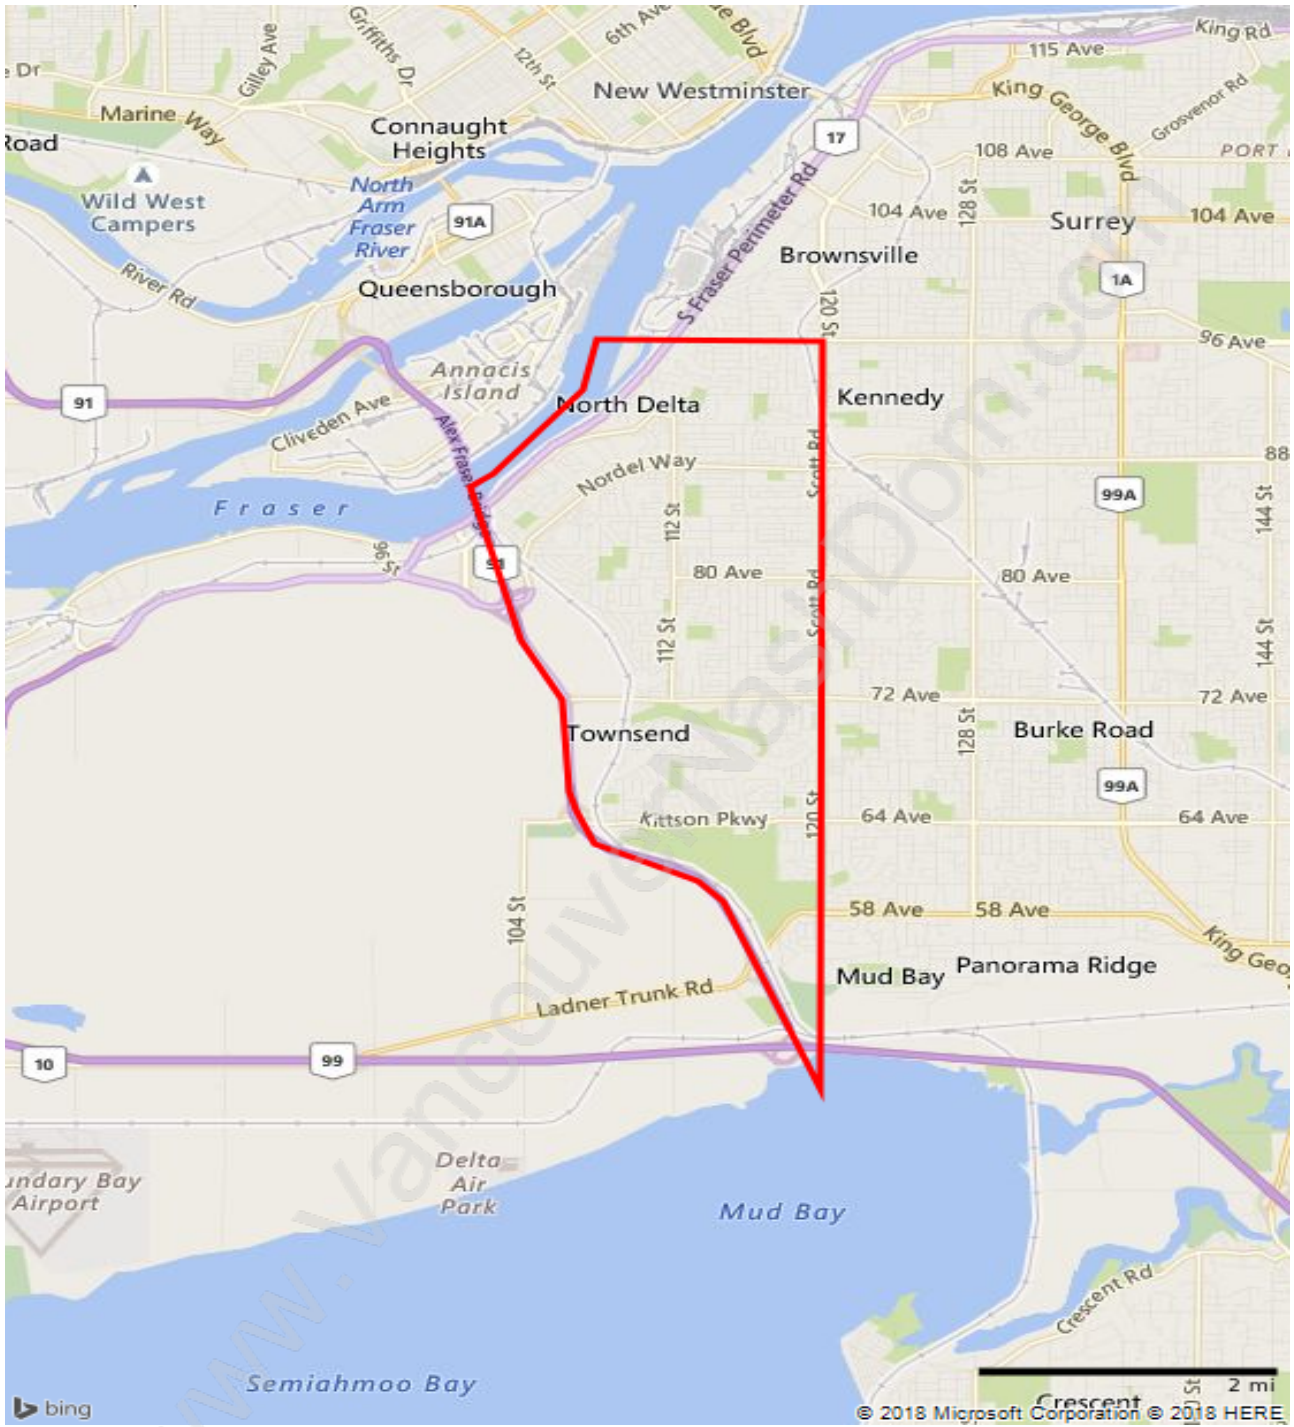 6th Ave
King Rd
115 Ave
Griffiths Dr
Gilley Ave
12th St
New Westminster
King George Blvd
Grosvenor Rd
Marine Way
Connaught
Heights
17
Road
108 Ave
PORT
Wild West
Campers
North
Arm
Fraser
River
91A
128 St
104 Ave
Surrey
104 Ave
S Fraser Perimeter Rd
Brownsville
River Rd
Queensborough
1A
120 St
96 Ave
Annacis
Island
91
North Delta
Kennedy
Cliveden Ave
Alex Fraser Bridge
Scott Rd
Nordel Way
88
99A
144 St
Fraser
112 St
96 St
91
80 Ave
80 Ave
Scott Rd
112 St
144 St
72 Ave
72 Ave
Townsend
128 St
Burke Road
99A
120 St
Kittson Pkwy
64 Ave
64 Ave
104 St
58 Ave
58 Ave
King Geo
Mud Bay
Panorama Ridge
Ladner Trunk Rd
10
99
Delta
Air
Park
undary Bay
Airport
Mud Bay
Crescent Rd
Semiahmoo Bay
2 mi
Crescent
bing
© 2018 Microsoft Corporation © 2018 HERE
www.VancouverNashDom.com